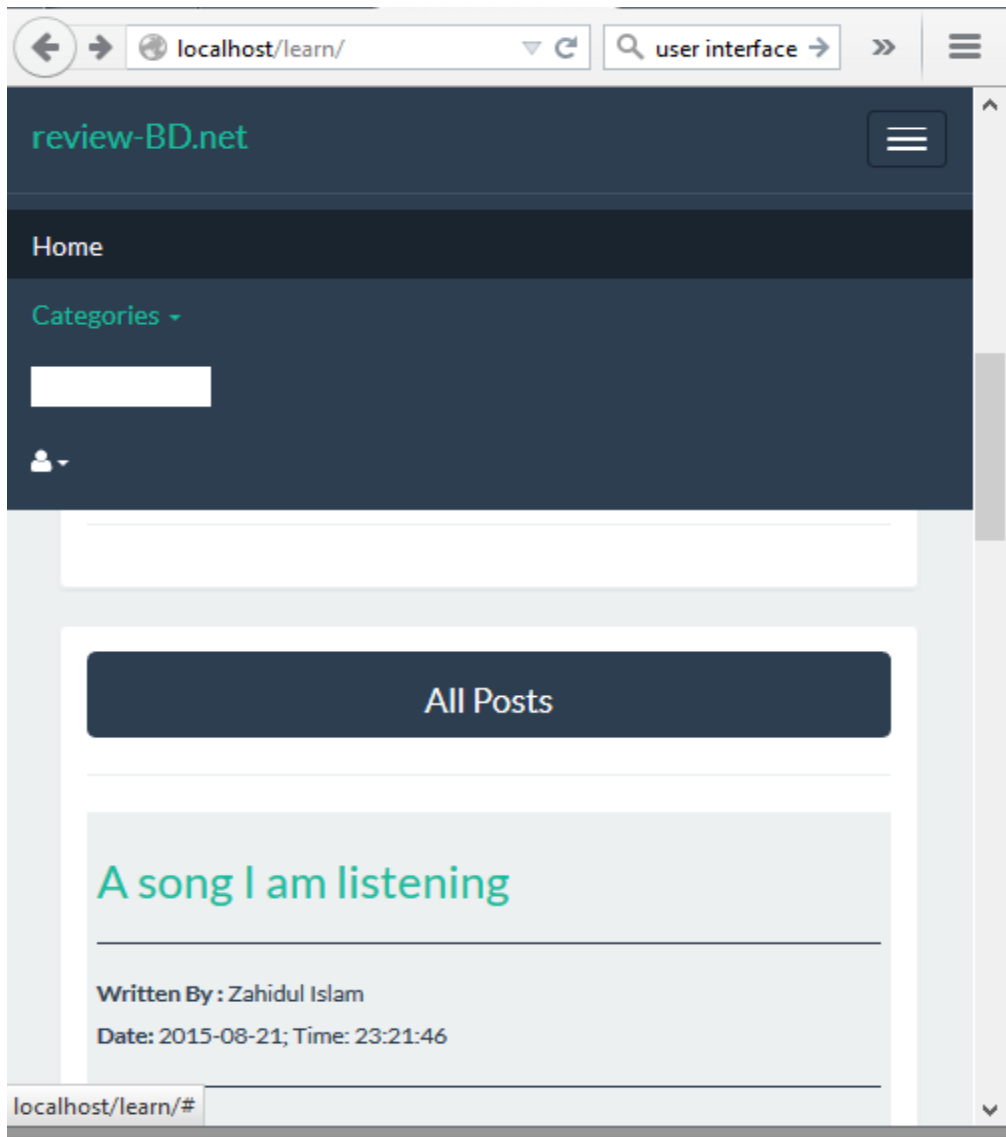 localhost/learn/
user interface
review-BD.net
Home
Categories
All Posts
A song I am listening
Written By : Zahidul Islam
Date: 2015-08-21; Time: 23:21:46
localhost/learn/#